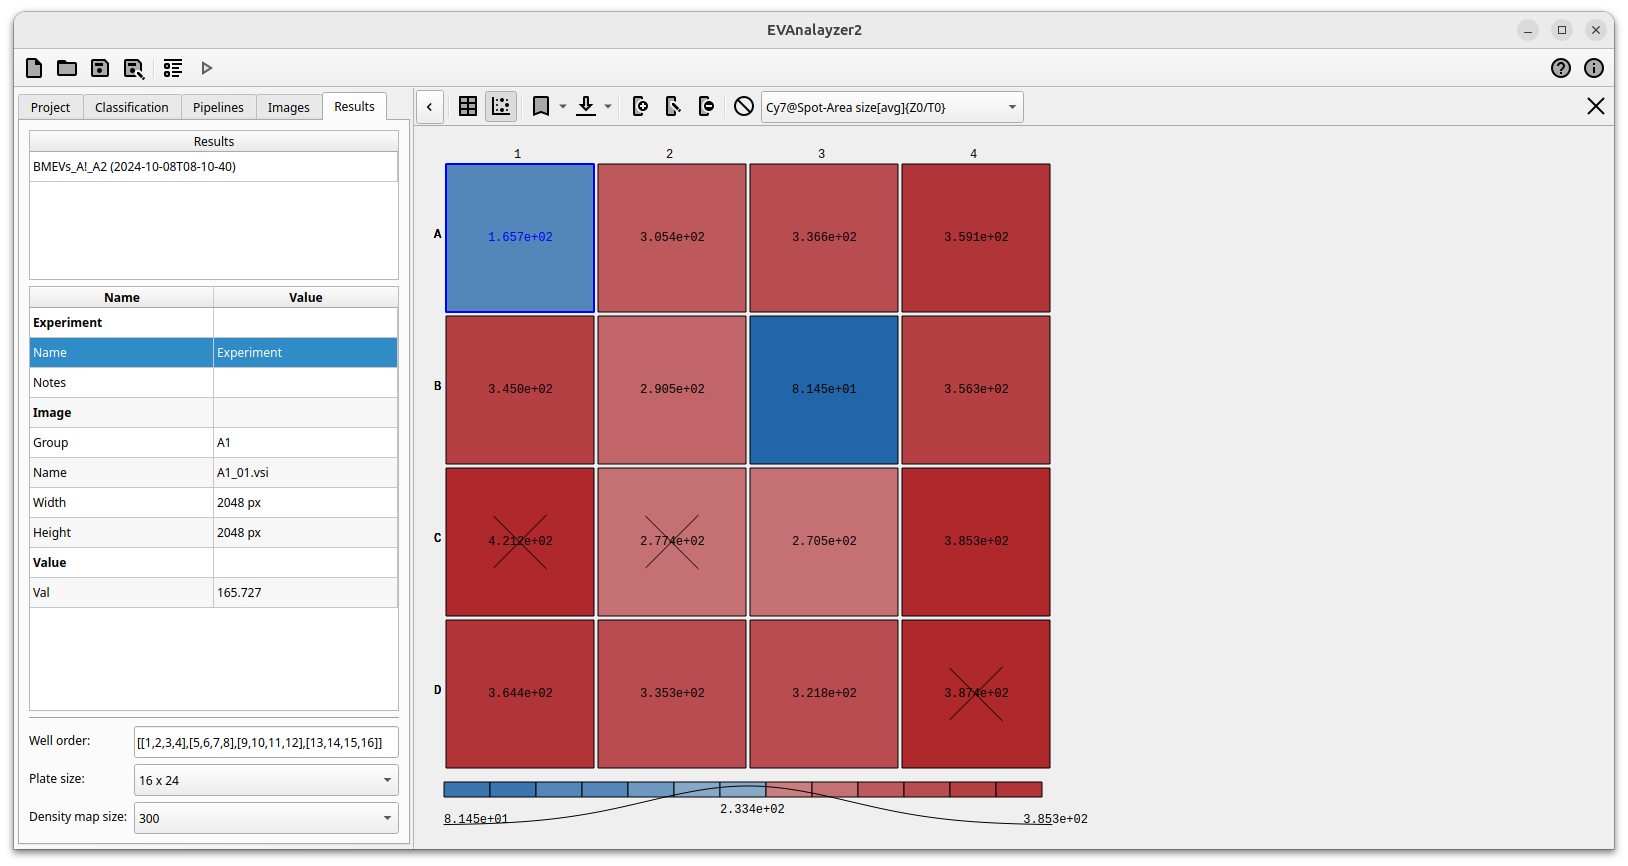 EVAnalayzer2
Project Classification Pipelines Images Results
Cy7@Spot-Area size[avg]{Z0/T0}
Results
BMEVs_A!_A2 (2024-10-08T08-10-40)
Name Value
Experiment
Name Experiment
Notes
Image
Group A1
Name A1_01.vsi
Width 2048 px
Height 2048 px
Value
Val 165.727
Well order: [[1,2,3,4],[5,6,7,8],[9,10,11,12],[13,14,15,16]]
Plate size: 16 x 24
Density map size: 300
1 2 3 4
A 1.657e+02 3.054e+02 3.366e+02 3.591e+02
B 3.450e+02 2.905e+02 8.145e+01 3.563e+02
C 4.212e+02 2.774e+02 2.705e+02 3.853e+02
D 3.644e+02 3.353e+02 3.218e+02 3.874e+02
8.145e+01 2.334e+02 3.853e+02